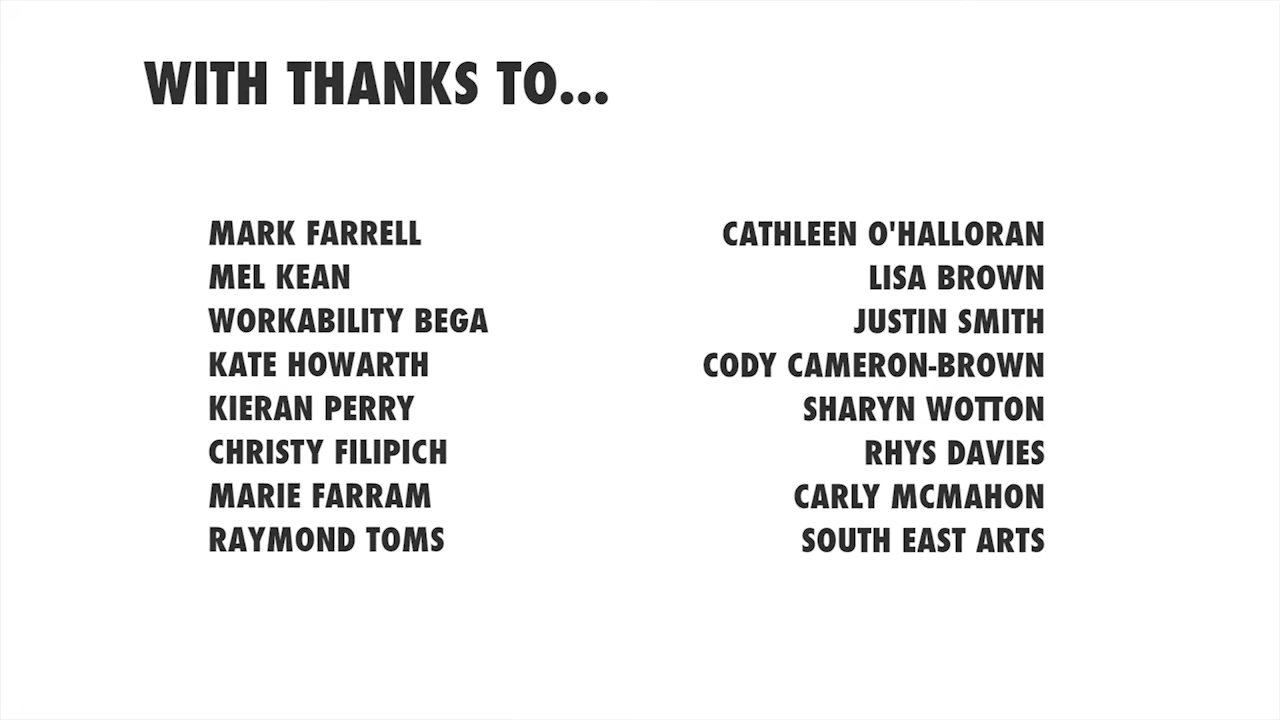 WITH THANKS TO...
MARK FARRELL
MEL KEAN
WORKABILITY BEGA
KATE HOWARTH
KIERAN PERRY
CHRISTY FILIPICH
MARIE FARRAM
RAYMOND TOMS
CATHLEEN O'HALLORAN
LISA BROWN
JUSTIN SMITH
CODY CAMERON-BROWN
SHARYN WOTTON
RHYS DAVIES
CARLY MCMAHON
SOUTH EAST ARTS